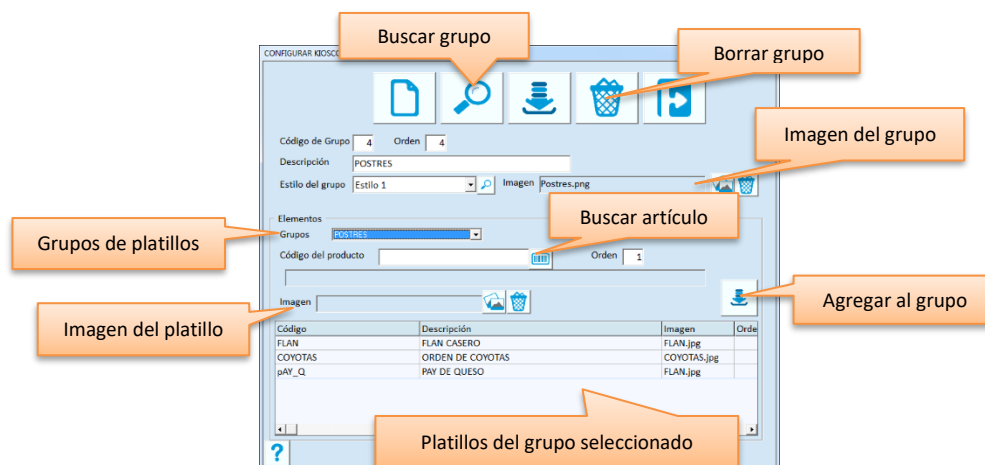 Buscar grupo
CONFIGURAR KIOSCO
Borrar grupo
Imagen del grupo
Código de Grupo 4 Orden 4
Descripción POSTRES
Estilo del grupo Estilo 1 Imagen Postres.png
Buscar artículo
Elementos
Grupos de platillos
Grupos POSTRES
Código del producto Orden 1
Agregar al grupo
Imagen
Imagen del platillo
Código Descripción Imagen Orde
FLAN FLAN CASERO FLAN.jpg
COYOTAS ORDEN DE COYOTAS COYOTAS.jpg
pAY_Q PAY DE QUESO FLAN.jpg
Platillos del grupo seleccionado
?